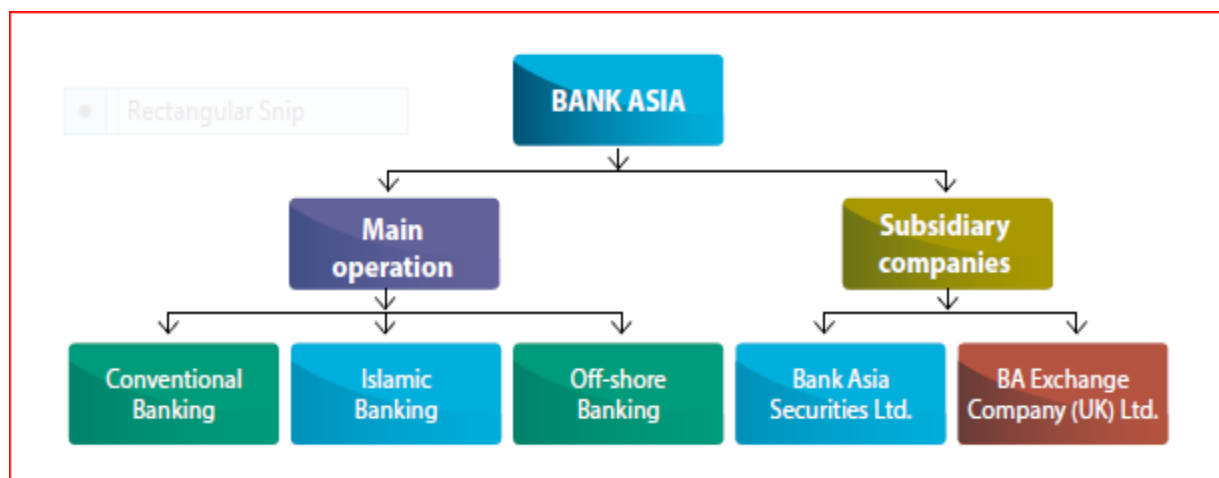 BANK ASIA
Rectangular Snip
Main
operation
Subsidiary
companies
Conventional
Banking
Islamic
Banking
Off-shore
Banking
Bank Asia
Securities Ltd.
BA Exchange
Company (UK) Ltd.